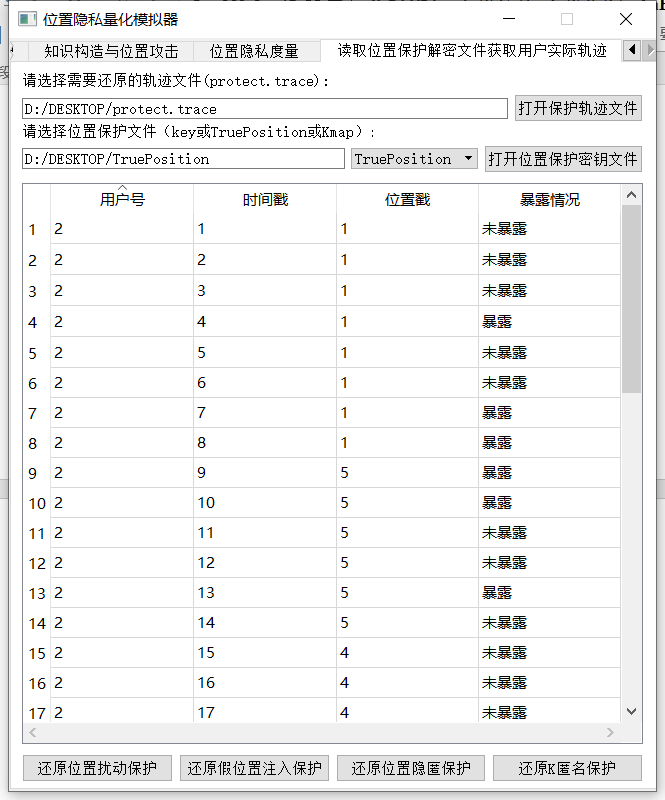 位置隐私量化模拟器
知识构造与位置攻击 位置隐私度量 读取位置保护解密文件获取用户实际轨迹
请选择需要还原的轨迹文件(protect.trace):
D:/DESKTOP/protect.trace 打开保护轨迹文件
请选择位置保护文件（key或TruePosition或Kmap）:
D:/DESKTOP/TruePosition TruePosition 打开位置保护密钥文件
用户号 时间戳 位置戳 暴露情况
1 2 1 1 未暴露
2 2 2 1 未暴露
3 2 3 1 未暴露
4 2 4 1 暴露
5 2 5 1 未暴露
6 2 6 1 未暴露
7 2 7 1 暴露
8 2 8 1 暴露
9 2 9 5 暴露
10 2 10 5 暴露
11 2 11 5 未暴露
12 2 12 5 未暴露
13 2 13 5 暴露
14 2 14 5 未暴露
15 2 15 4 未暴露
16 2 16 4 未暴露
17 2 17 4 未暴露
还原位置扰动保护 还原假位置注入保护 还原位置隐匿保护 还原K匿名保护